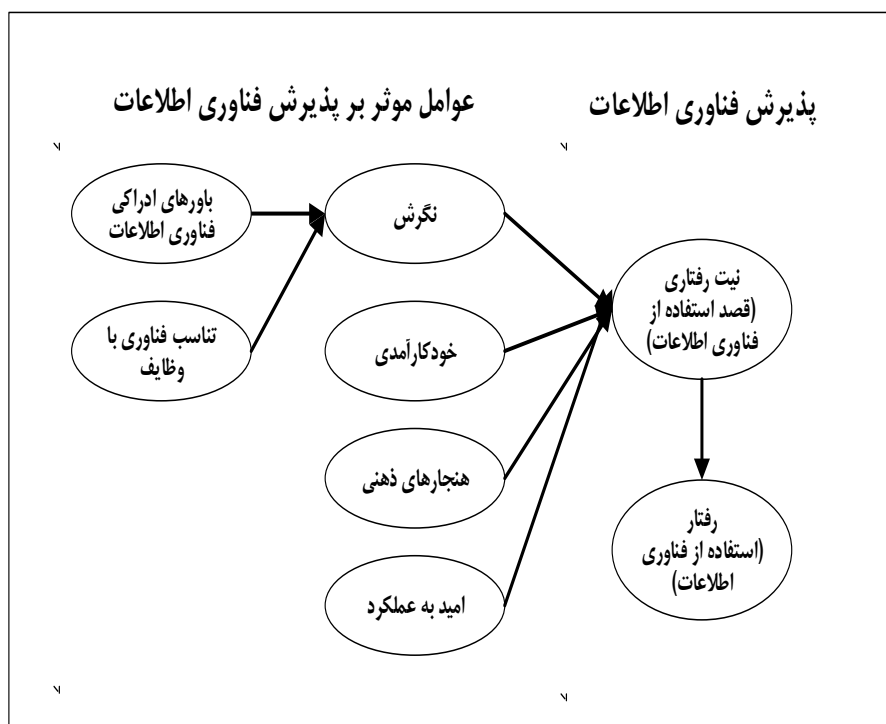 پذیرش فناوری اطلاعات
عوامل موثر بر پذیرش فناوری اطلاعات
باورهای ادراکی
فناوری اطلاعات
نگرش
نیت رفتاری
(قصد استفاده از
فناوری اطلاعات)
تناسب فناوری با
وظایف
خودکارآمدی
هنجارهای ذهنی
رفتار
(استفاده از فناوری
اطلاعات)
امید به عملکرد